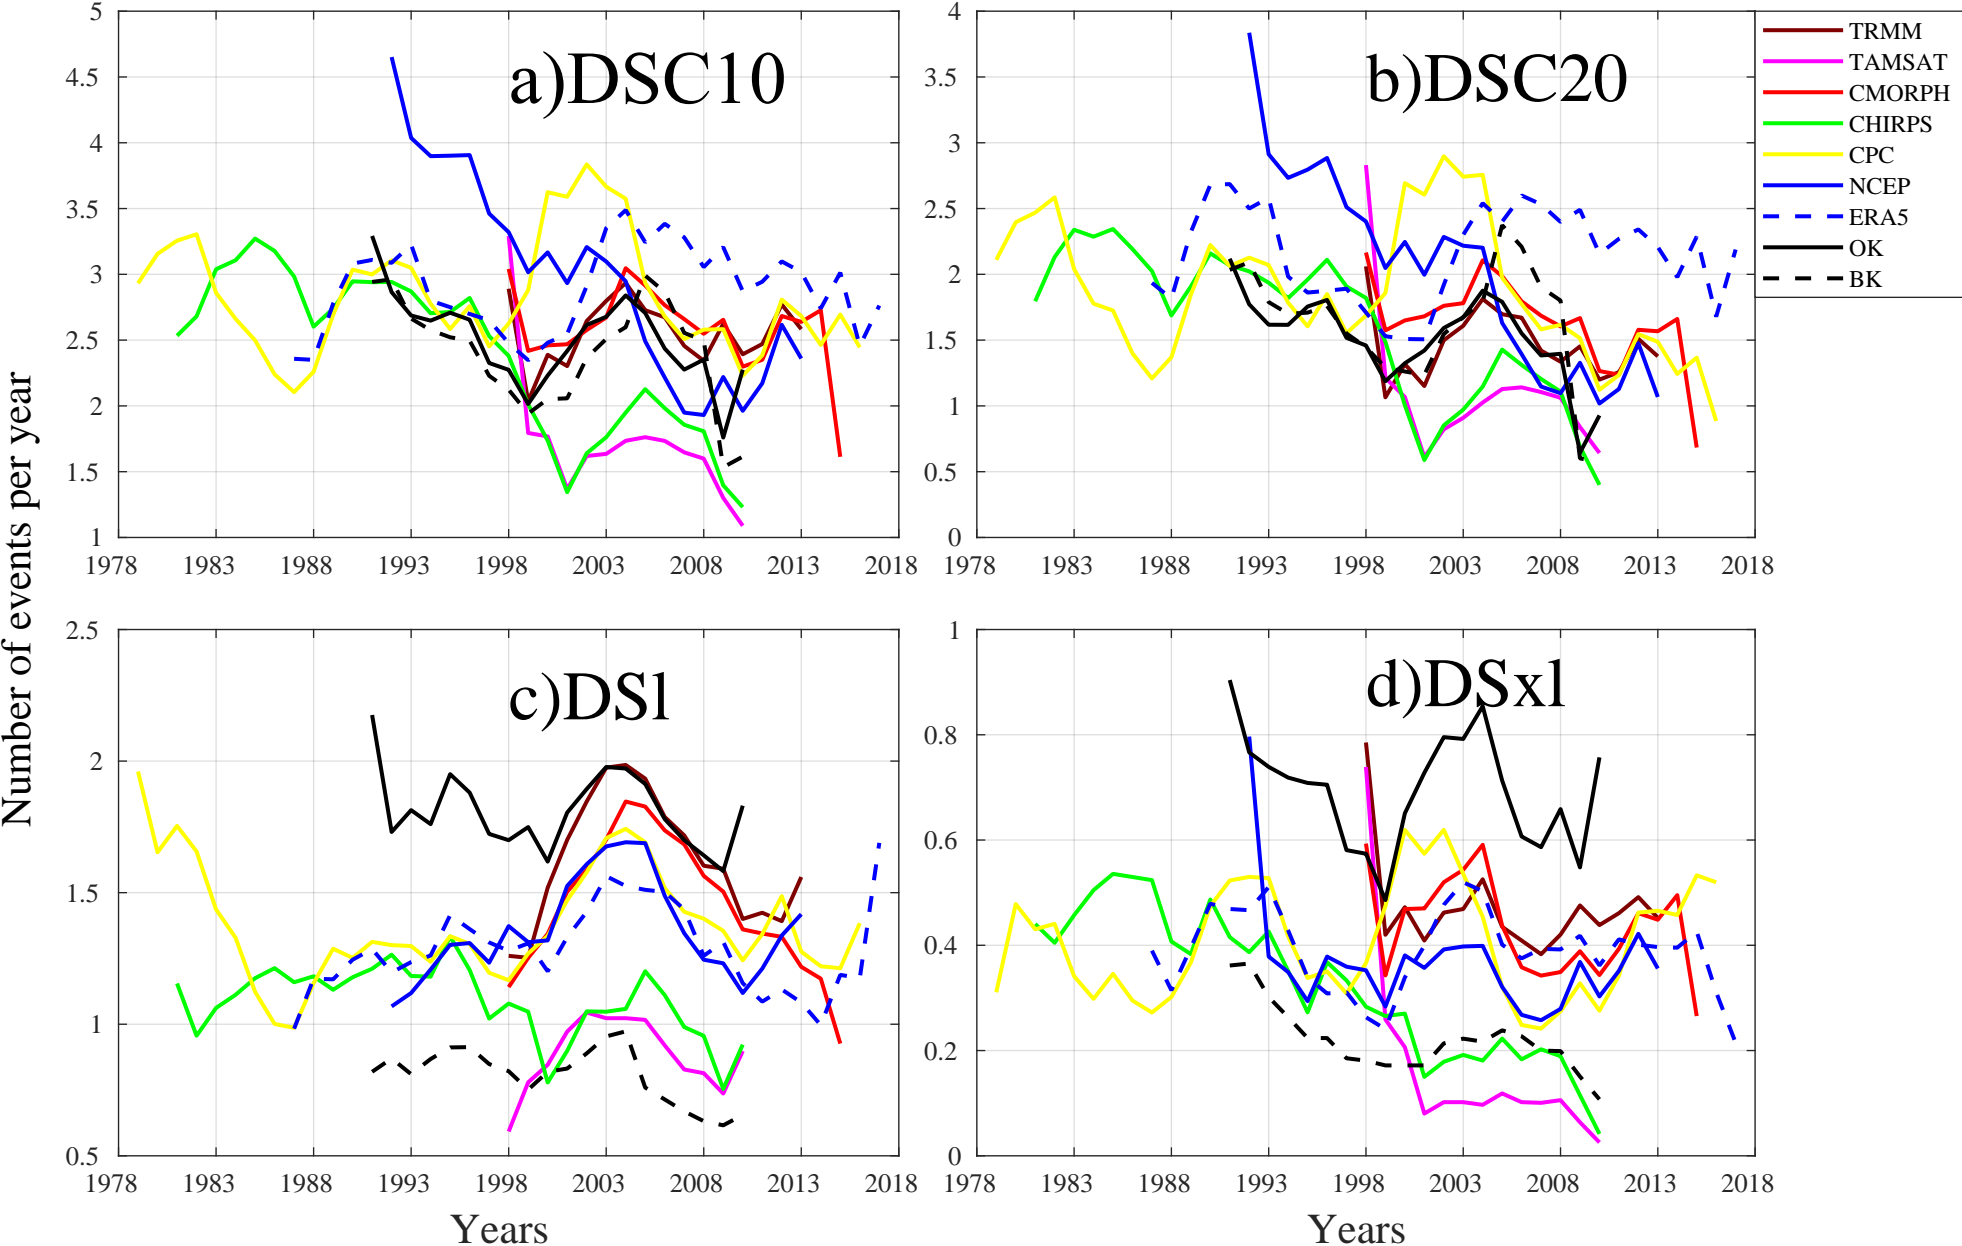 Number of events per year
a)DSC10
5
4.5
4
3.5
3
2.5
2
1.5
1
1978 1983 1988 1993 1998 2003 2008 2013 2018
b)DSC20
4
3.5
3
2.5
2
1.5
1
0.5
0
1978 1983 1988 1993 1998 2003 2008 2013 2018
TRMM
TAMSAT
CMORPH
CHIRPS
CPC
NCEP
ERA5
OK
BK
c)DSl
2.5
2
1.5
1
0.5
1978 1983 1988 1993 1998 2003 2008 2013 2018
Years
d)DSxl
1
0.8
0.6
0.4
0.2
0
1978 1983 1988 1993 1998 2003 2008 2013 2018
Years